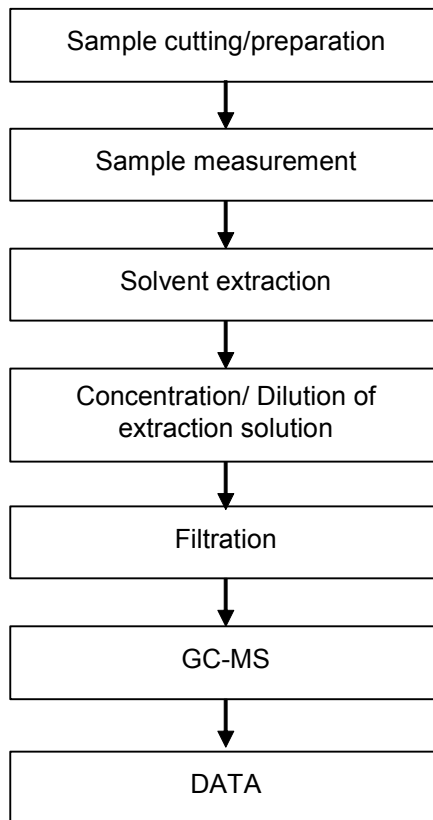 Sample cutting/preparation
Sample measurement
Solvent extraction
Concentration/ Dilution of
extraction solution
Filtration
GC-MS
DATA